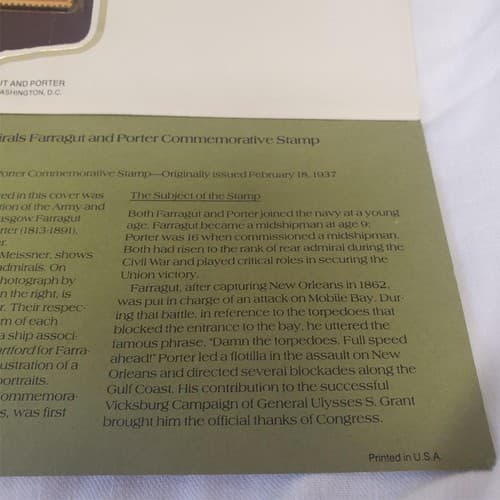 UT AND PORTER
ASHINGTON, D.C.
irals Farragut and Porter Commemorative Stamp
Porter Commemorative Stamp—Originally issued February 18, 1937
red in this cover was
tion of the Army and
asgow Farragut
rter (1813-1891),
r.
Meissner, shows
admirals. On
photograph by
n the right, is
r. Their respec-
m of each
a ship associ-
artford for Farra-
ustration of a
portraits.
ommemora-
s, was first
The Subject of the Stamp
Both Farragut and Porter joined the navy at a young
age. Farragut became a midshipman at age 9;
Porter was 16 when commissioned a midshipman.
Both had risen to the rank of rear admiral during the
Civil War and played critical roles in securing the
Union victory.
Farragut, after capturing New Orleans in 1862,
was put in charge of an attack on Mobile Bay. Dur-
ing that battle, in reference to the torpedoes that
blocked the entrance to the bay, he uttered the
famous phrase, "Damn the torpedoes. Full speed
ahead!" Porter led a flotilla in the assault on New
Orleans and directed several blockades along the
Gulf Coast. His contribution to the successful
Vicksburg Campaign of General Ulysses S. Grant
brought him the official thanks of Congress.
Printed in U.S.A.